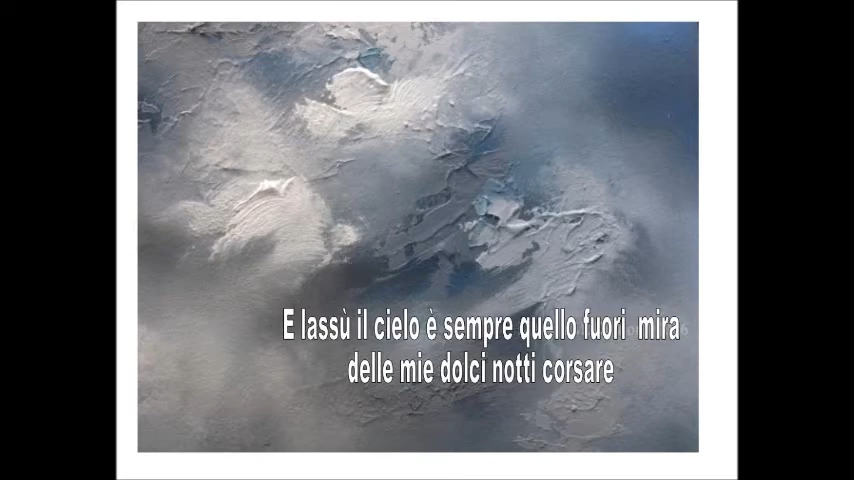 E lassù il cielo è sempre quello fuori mira
delle mie dolci notti corsare